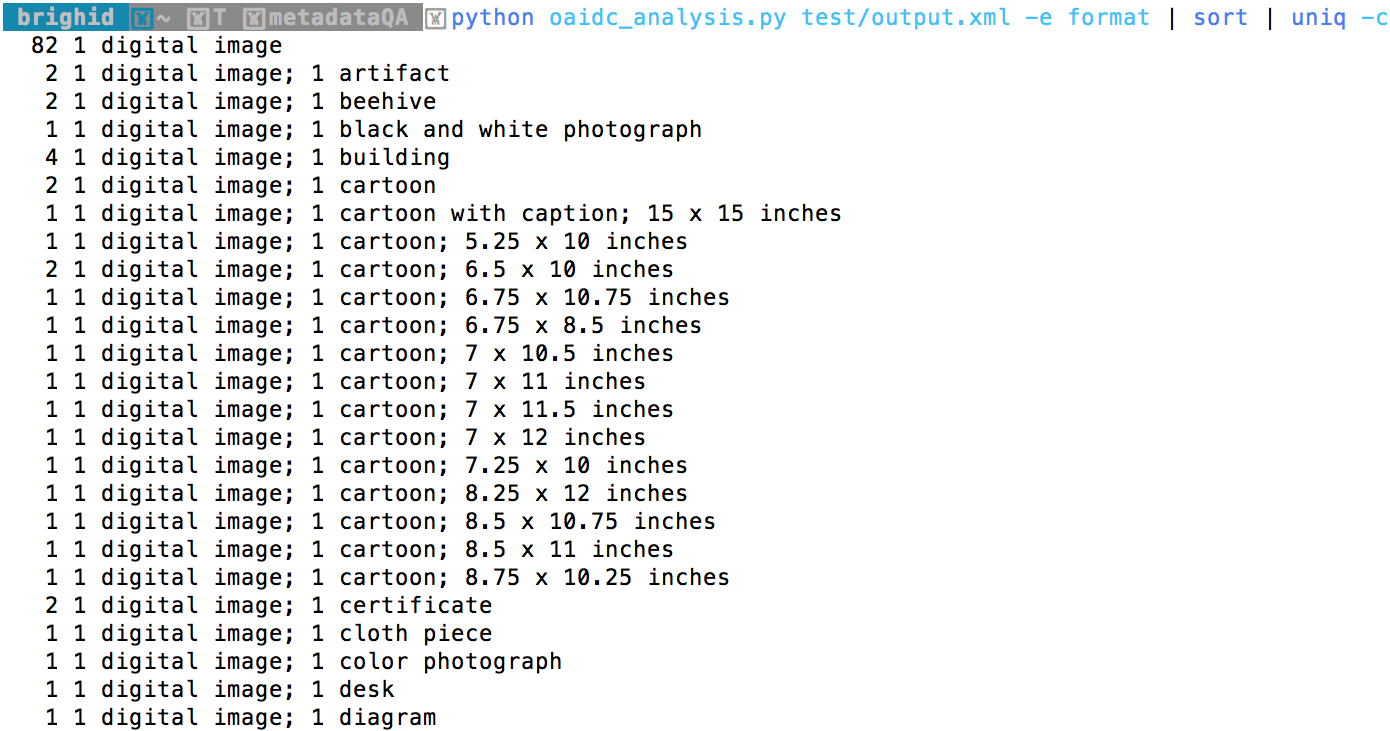 brighid ~ T metadataQA python oaidc_analysis.py test/output.xml -e format | sort | uniq -c
82 1 digital image
2 1 digital image; 1 artifact
2 1 digital image; 1 beehive
1 1 digital image; 1 black and white photograph
4 1 digital image; 1 building
2 1 digital image; 1 cartoon
1 1 digital image; 1 cartoon with caption; 15 x 15 inches
1 1 digital image; 1 cartoon; 5.25 x 10 inches
2 1 digital image; 1 cartoon; 6.5 x 10 inches
1 1 digital image; 1 cartoon; 6.75 x 10.75 inches
1 1 digital image; 1 cartoon; 6.75 x 8.5 inches
1 1 digital image; 1 cartoon; 7 x 10.5 inches
1 1 digital image; 1 cartoon; 7 x 11 inches
1 1 digital image; 1 cartoon; 7 x 11.5 inches
1 1 digital image; 1 cartoon; 7 x 12 inches
1 1 digital image; 1 cartoon; 7.25 x 10 inches
1 1 digital image; 1 cartoon; 8.25 x 12 inches
1 1 digital image; 1 cartoon; 8.5 x 10.75 inches
1 1 digital image; 1 cartoon; 8.5 x 11 inches
1 1 digital image; 1 cartoon; 8.75 x 10.25 inches
2 1 digital image; 1 certificate
1 1 digital image; 1 cloth piece
1 1 digital image; 1 color photograph
1 1 digital image; 1 desk
1 1 digital image; 1 diagram